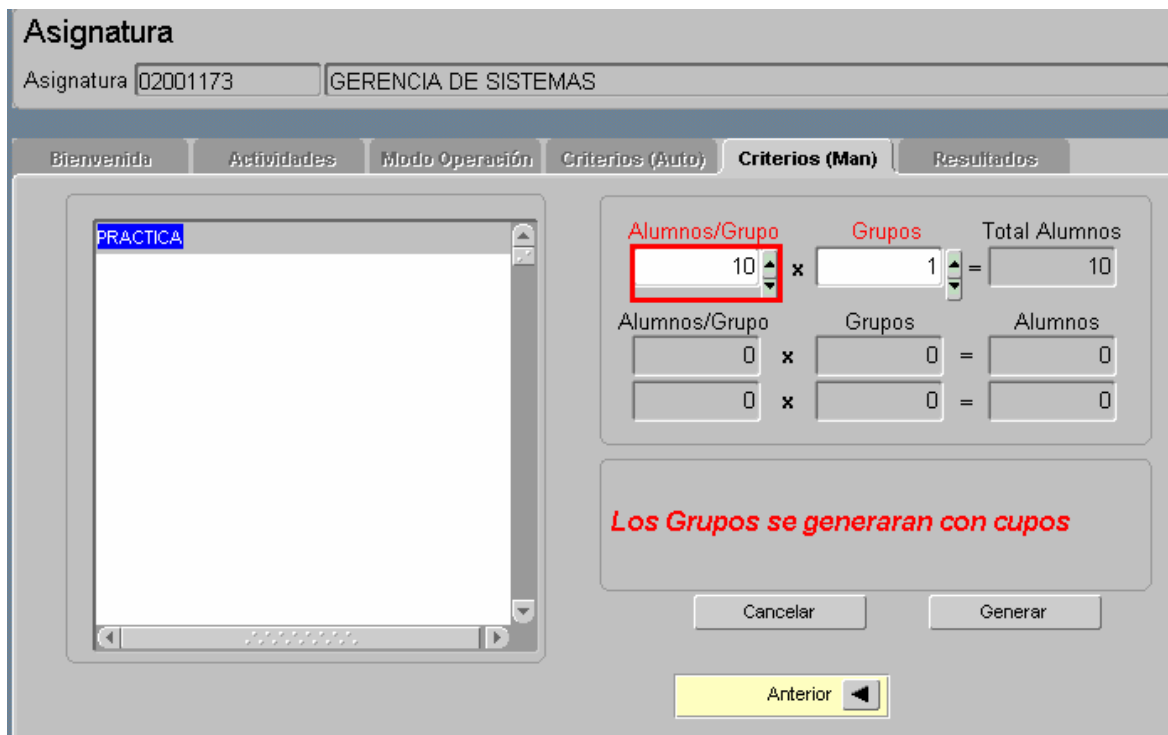 Asignatura
Asignatura 02001173 GERENCIA DE SISTEMAS
Bienvenida Actividades Modo Operación Criterios (Auto) Criterios (Man) Resultados
PRACTICA
Alumnos/Grupo Grupos Total Alumnos
10 x 1 = 10
Alumnos/Grupo Grupos Alumnos
0 x 0 = 0
0 x 0 = 0
Los Grupos se generaran con cupos
Cancelar Generar
Anterior